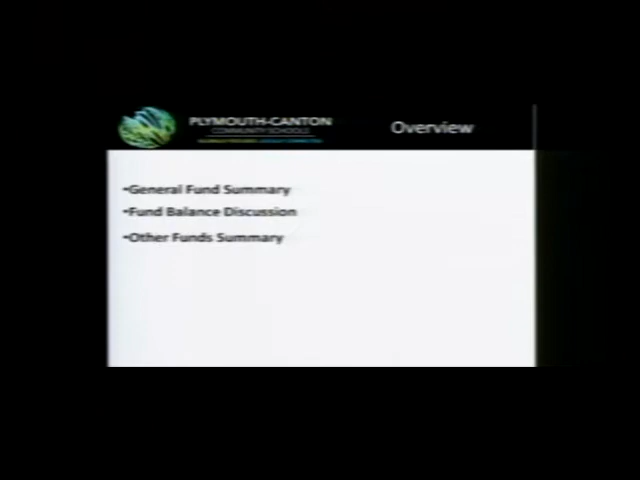 PLYMOUTH-CANTON
COMMUNITY SCHOOLS
Overview
•General Fund Summary
•Fund Balance Discussion
•Other Funds Summary